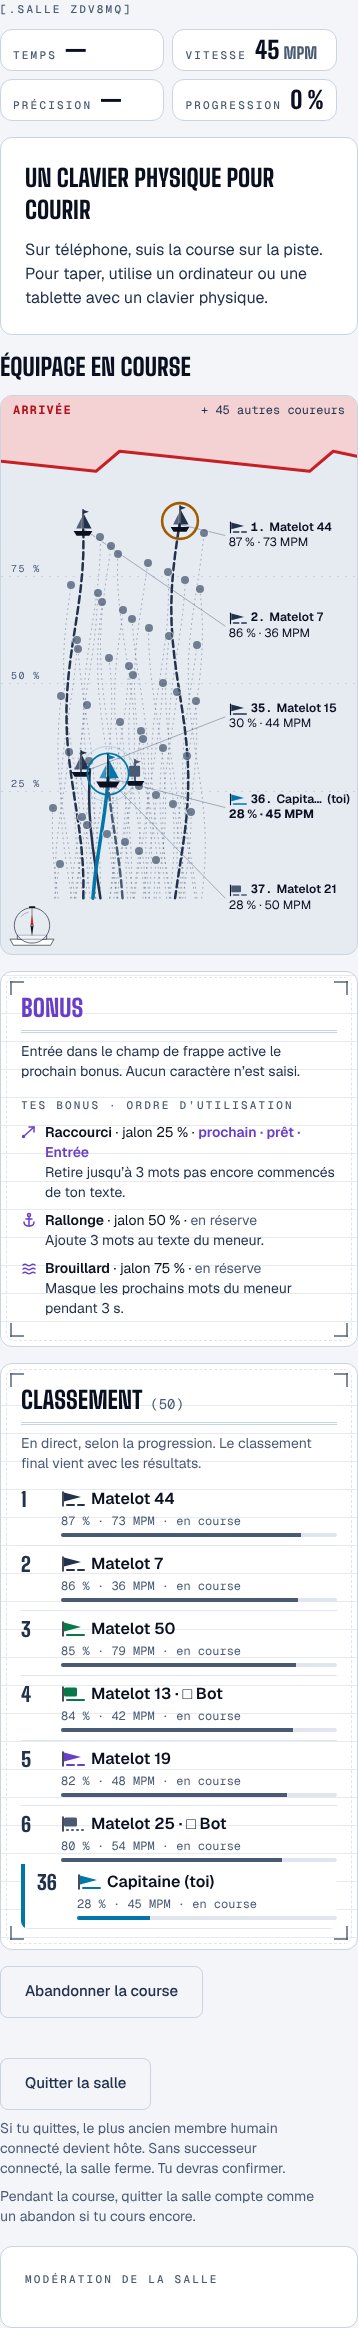 [.SALLE ZDV8MQ]
TEMPS —
VITESSE 45 MPM
PRÉCISION —
PROGRESSION 0 %
UN CLAVIER PHYSIQUE POUR
COURIR
Sur téléphone, suis la course sur la piste.
Pour taper, utilise un ordinateur ou une
tablette avec un clavier physique.
ÉQUIPAGE EN COURSE
ARRIVÉE
+ 45 autres coureurs
1. Matelot 44
87 % · 73 MPM
75 %
2. Matelot 7
86 % · 36 MPM
50 %
35. Matelot 15
30 % · 44 MPM
25 %
36. Capita… (toi)
28 % · 45 MPM
37. Matelot 21
28 % · 50 MPM
BONUS
Entrée dans le champ de frappe active le
prochain bonus. Aucun caractère n'est saisi.
TES BONUS · ORDRE D'UTILISATION
Raccourci · jalon 25 % · prochain · prêt ·
Entrée
Retire jusqu'à 3 mots pas encore commencés
de ton texte.
Rallonge · jalon 50 % · en réserve
Ajoute 3 mots au texte du meneur.
Brouillard · jalon 75 % · en réserve
Masque les prochains mots du meneur
pendant 3 s.
CLASSEMENT (50)
En direct, selon la progression. Le classement
final vient avec les résultats.
1 Matelot 44
87 % · 73 MPM · en course
2 Matelot 7
86 % · 36 MPM · en course
3 Matelot 50
85 % · 79 MPM · en course
4 Matelot 13 · □ Bot
84 % · 42 MPM · en course
5 Matelot 19
82 % · 48 MPM · en course
6 Matelot 25 · □ Bot
80 % · 54 MPM · en course
36 Capitaine (toi)
28 % · 45 MPM · en course
Abandonner la course
Quitter la salle
Si tu quittes, le plus ancien membre humain
connecté devient hôte. Sans successeur
connecté, la salle ferme. Tu devras confirmer.
Pendant la course, quitter la salle compte comme
un abandon si tu cours encore.
MODÉRATION DE LA SALLE